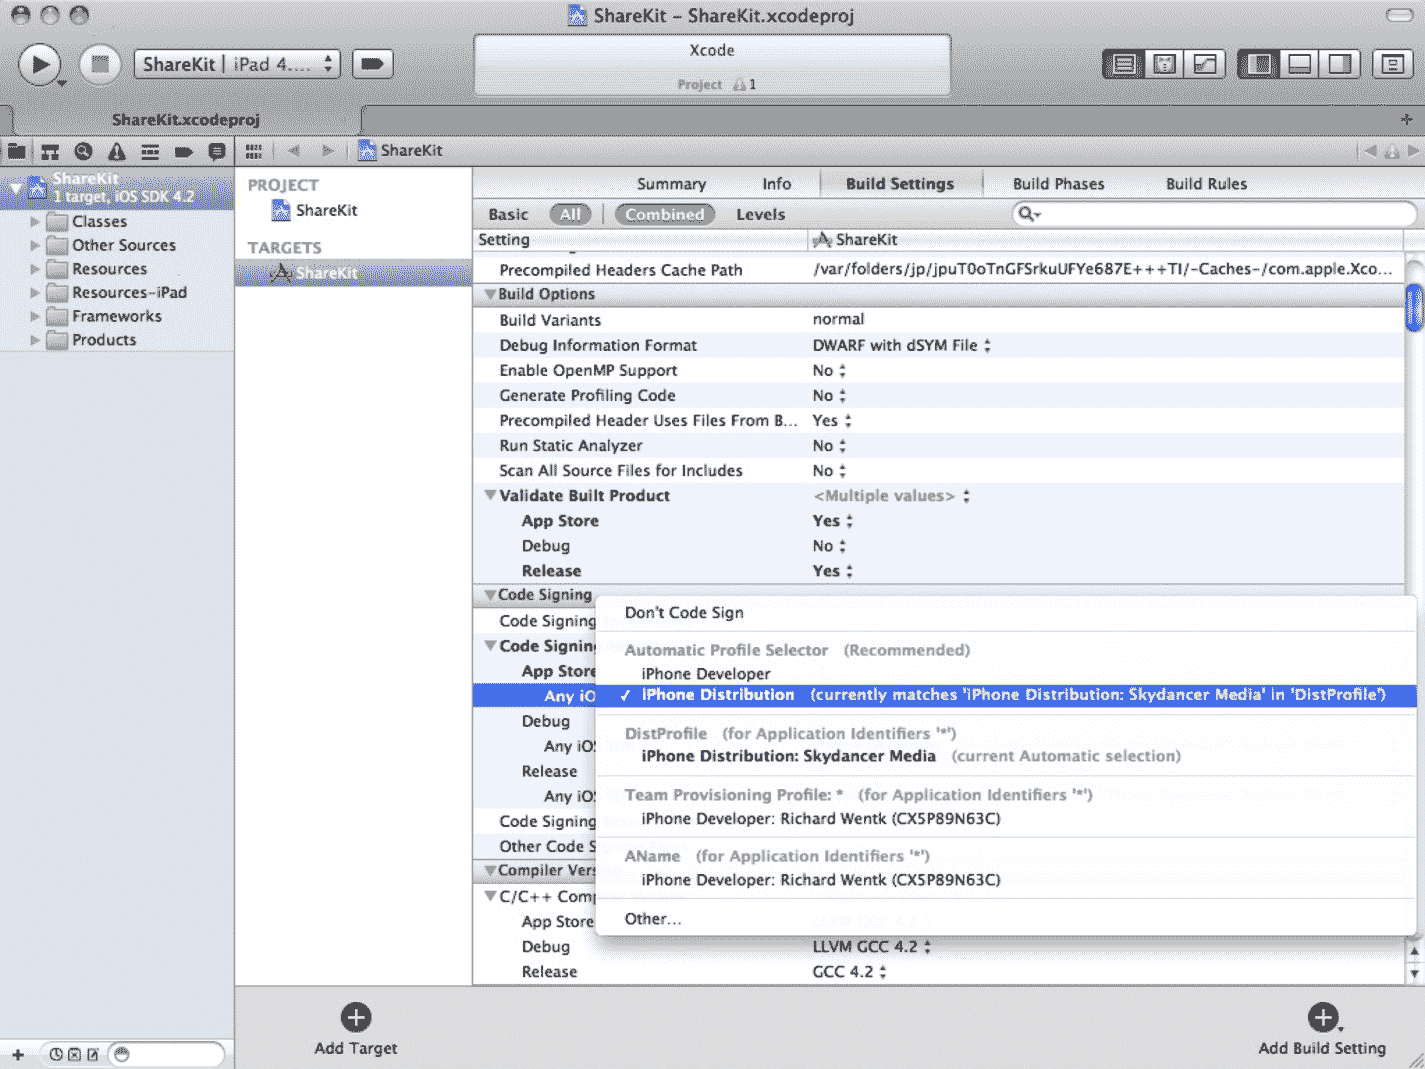 ShareKit – ShareKit.xcodeproj
ShareKit | iPad 4....
Xcode
Project 1
ShareKit.xcodeproj
ShareKit
ShareKit
1 target, iOS SDK 4.2
Classes
Other Sources
Resources
Resources-iPad
Frameworks
Products
PROJECT
ShareKit
TARGETS
ShareKit
Summary Info Build Settings Build Phases Build Rules
Basic All Combined Levels
Setting ShareKit
Precompiled Headers Cache Path /var/folders/jp/jpuT0oTnGFSrkuUFYe687E+++TI/-Caches-/com.apple.Xco...
Build Options
Build Variants normal
Debug Information Format DWARF with dSYM File
Enable OpenMP Support No
Generate Profiling Code No
Precompiled Header Uses Files From B... Yes
Run Static Analyzer No
Scan All Source Files for Includes No
Validate Built Product <Multiple values>
App Store Yes
Debug No
Release Yes
Code Signing
Code Signing
Code Signing
App Store
Any iO
Debug
Any iO
Release
Any iO
Code Signing
Other Code S
Compiler Vers
C/C++ Comp
App Store
Debug LLVM GCC 4.2
Release GCC 4.2
Don't Code Sign
Automatic Profile Selector (Recommended)
iPhone Developer
✓ iPhone Distribution (currently matches 'iPhone Distribution: Skydancer Media' in 'DistProfile')
DistProfile (for Application Identifiers '*')
iPhone Distribution: Skydancer Media (current Automatic selection)
Team Provisioning Profile: * (for Application Identifiers '*')
iPhone Developer: Richard Wentk (CX5P89N63C)
AName (for Application Identifiers '*')
iPhone Developer: Richard Wentk (CX5P89N63C)
Other...
Add Target
Add Build Setting